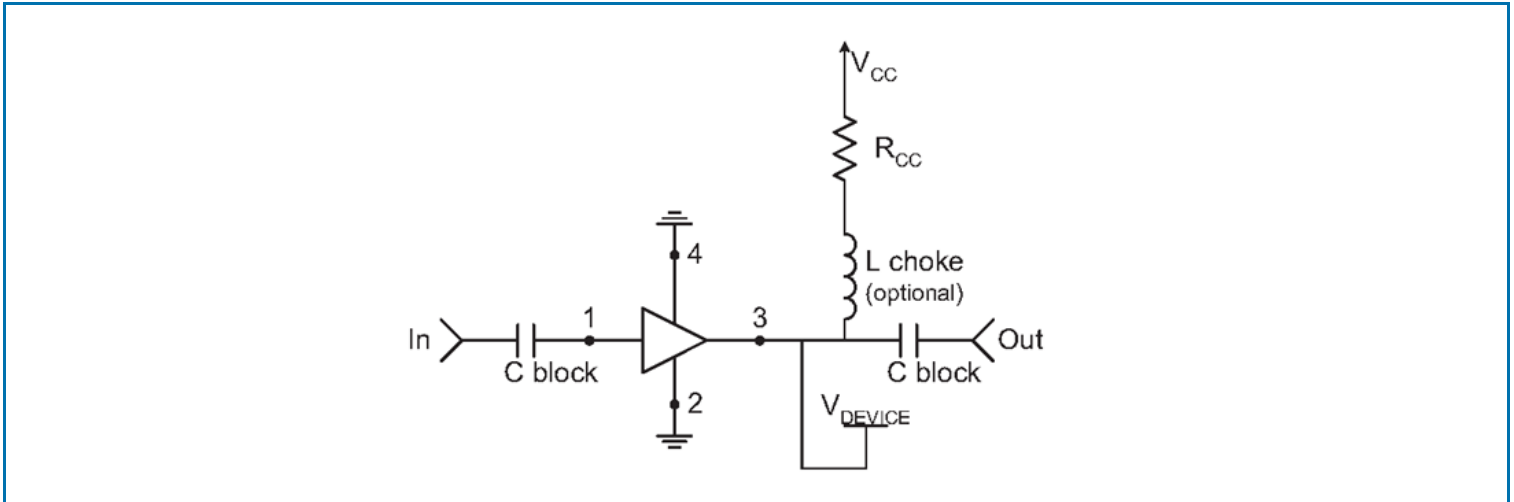 VCC
RCC
4
L choke
(optional)
1
3
In
Out
C block
C block
2
VDEVICE